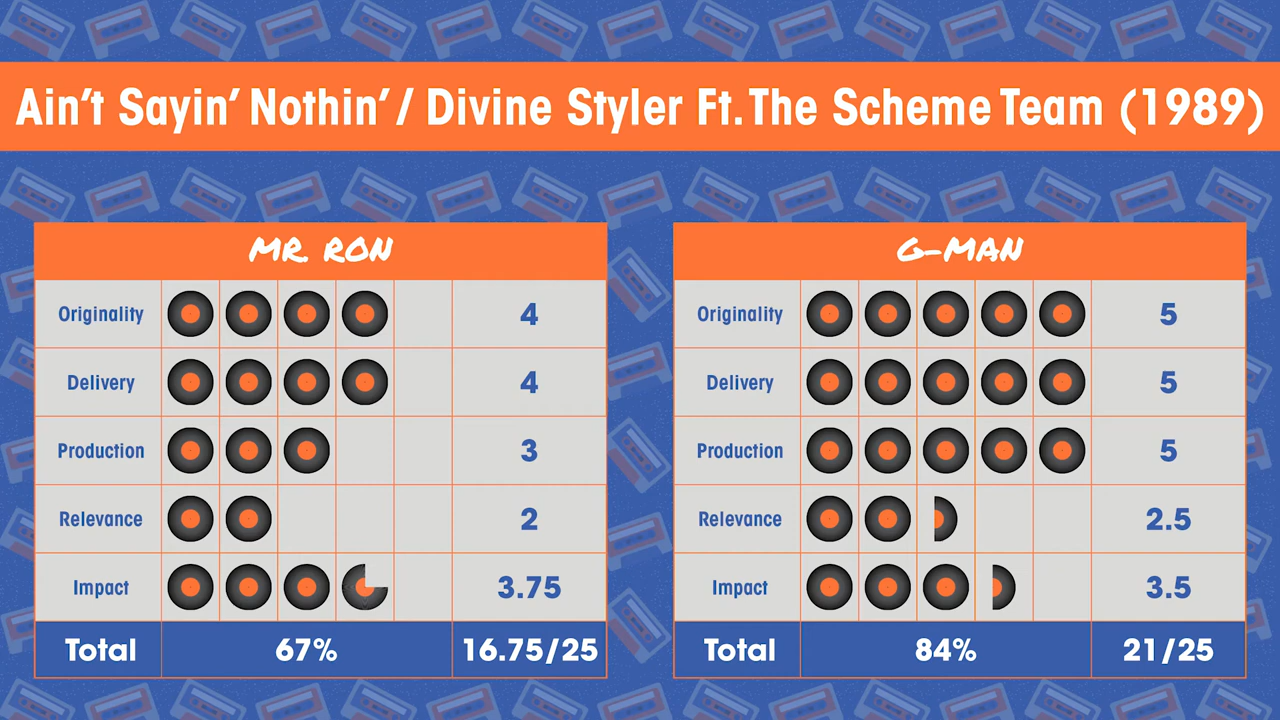 Ain't Sayin' Nothin' / Divine Styler Ft. The Scheme Team (1989)
MR. RON
Originality 4
Delivery 4
Production 3
Relevance 2
Impact 3.75
Total 67% 16.75/25
G-MAN
Originality 5
Delivery 5
Production 5
Relevance 2.5
Impact 3.5
Total 84% 21/25